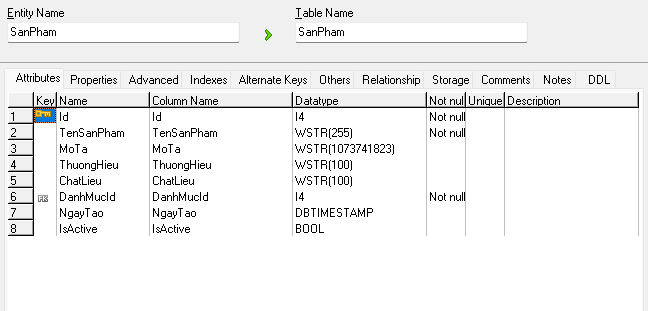 Entity Name Table Name
SanPham SanPham
Attributes Properties Advanced Indexes Alternate Keys Others Relationship Storage Comments Notes DDL
Key Name Column Name Datatype Not nul Unique Description
1 Id Id I4 Not null
2 TenSanPham TenSanPham WSTR(255) Not null
3 MoTa MoTa WSTR(1073741823)
4 ThuongHieu ThuongHieu WSTR(100)
5 ChatLieu ChatLieu WSTR(100)
6 FK DanhMucId DanhMucId I4 Not null
7 NgayTao NgayTao DBTIMESTAMP
8 IsActive IsActive BOOL